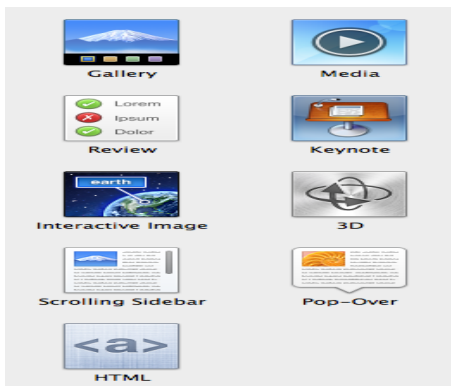 Gallery
Media
Lorem
Ipsum
Dolor
Review
Keynote
earth
Interactive Image
3D
Scrolling Sidebar
Pop-Over
<a>
HTML